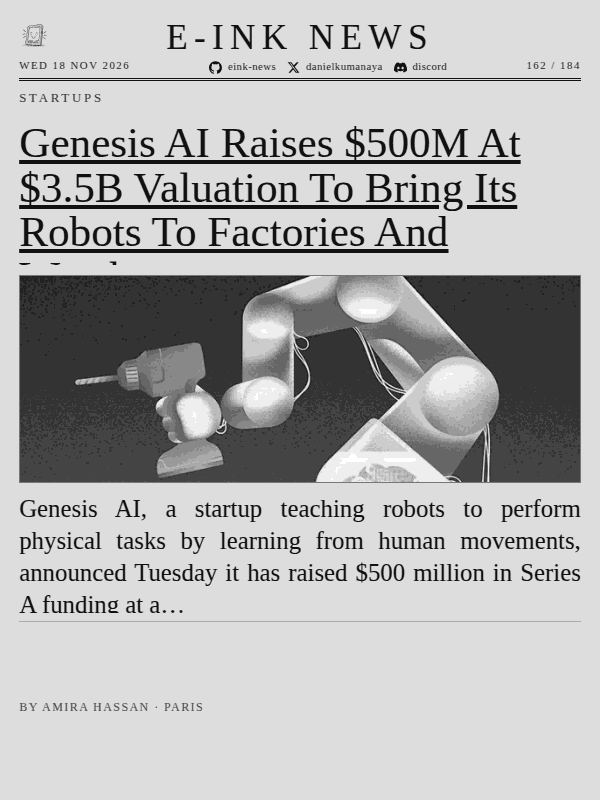 E-INK NEWS
WED 18 NOV 2026
eink-news
danielkumanaya
discord
162 / 184
STARTUPS
Genesis AI Raises $500M At
$3.5B Valuation To Bring Its
Robots To Factories And
Genesis AI, a startup teaching robots to perform
physical tasks by learning from human movements,
announced Tuesday it has raised $500 million in Series
A funding at a…
BY AMIRA HASSAN · PARIS